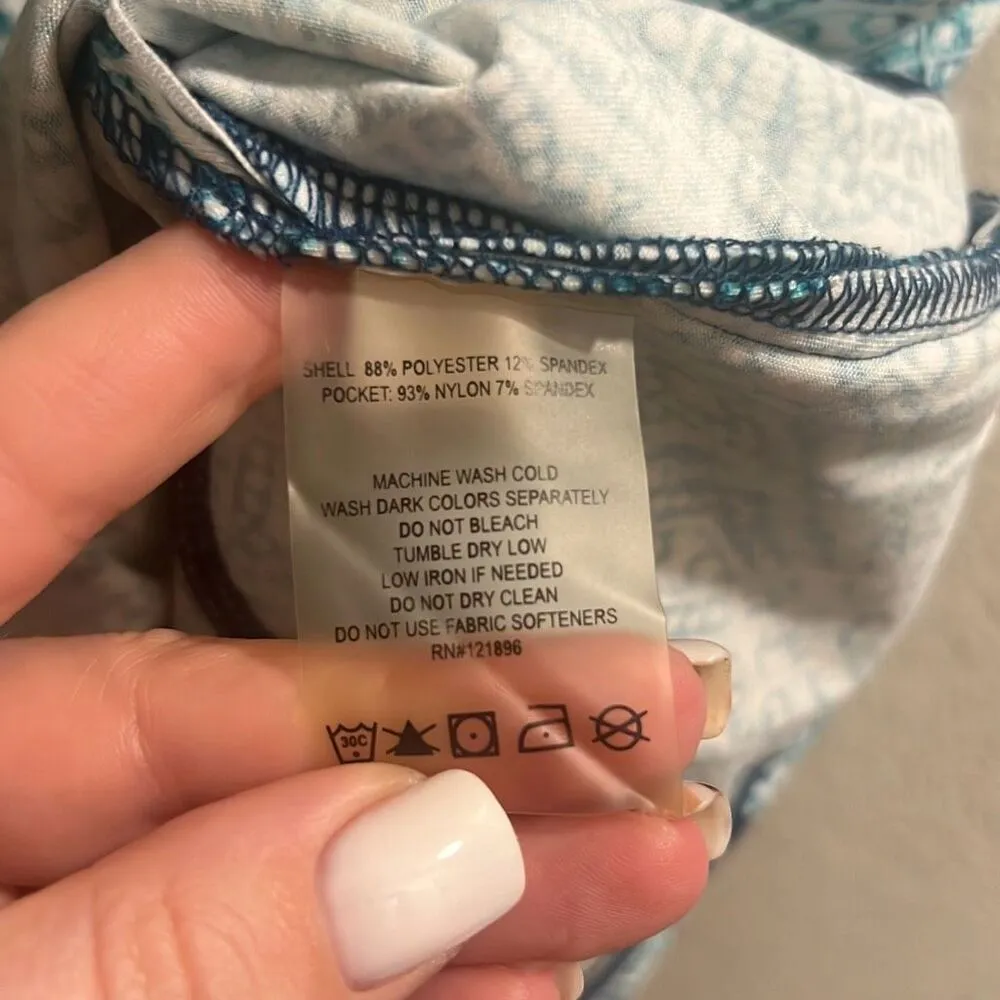 SHELL 88% POLYESTER 12% SPANDEX
POCKET: 93% NYLON 7% SPANDEX
MACHINE WASH COLD
WASH DARK COLORS SEPARATELY
DO NOT BLEACH
TUMBLE DRY LOW
LOW IRON IF NEEDED
DO NOT DRY CLEAN
DO NOT USE FABRIC SOFTENERS
RN#121896
30C